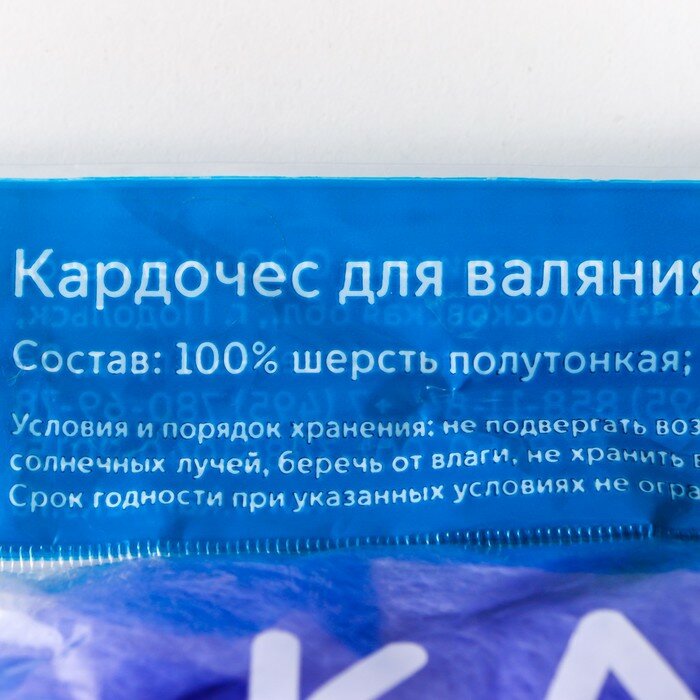 Кардочес для валяния
Состав: 100% шерсть полутонкая;
Условия и порядок хранения: не подвергать воз
солнечных лучей, беречь от влаги, не хранить в
Срок годности при указанных условиях не огра
КА